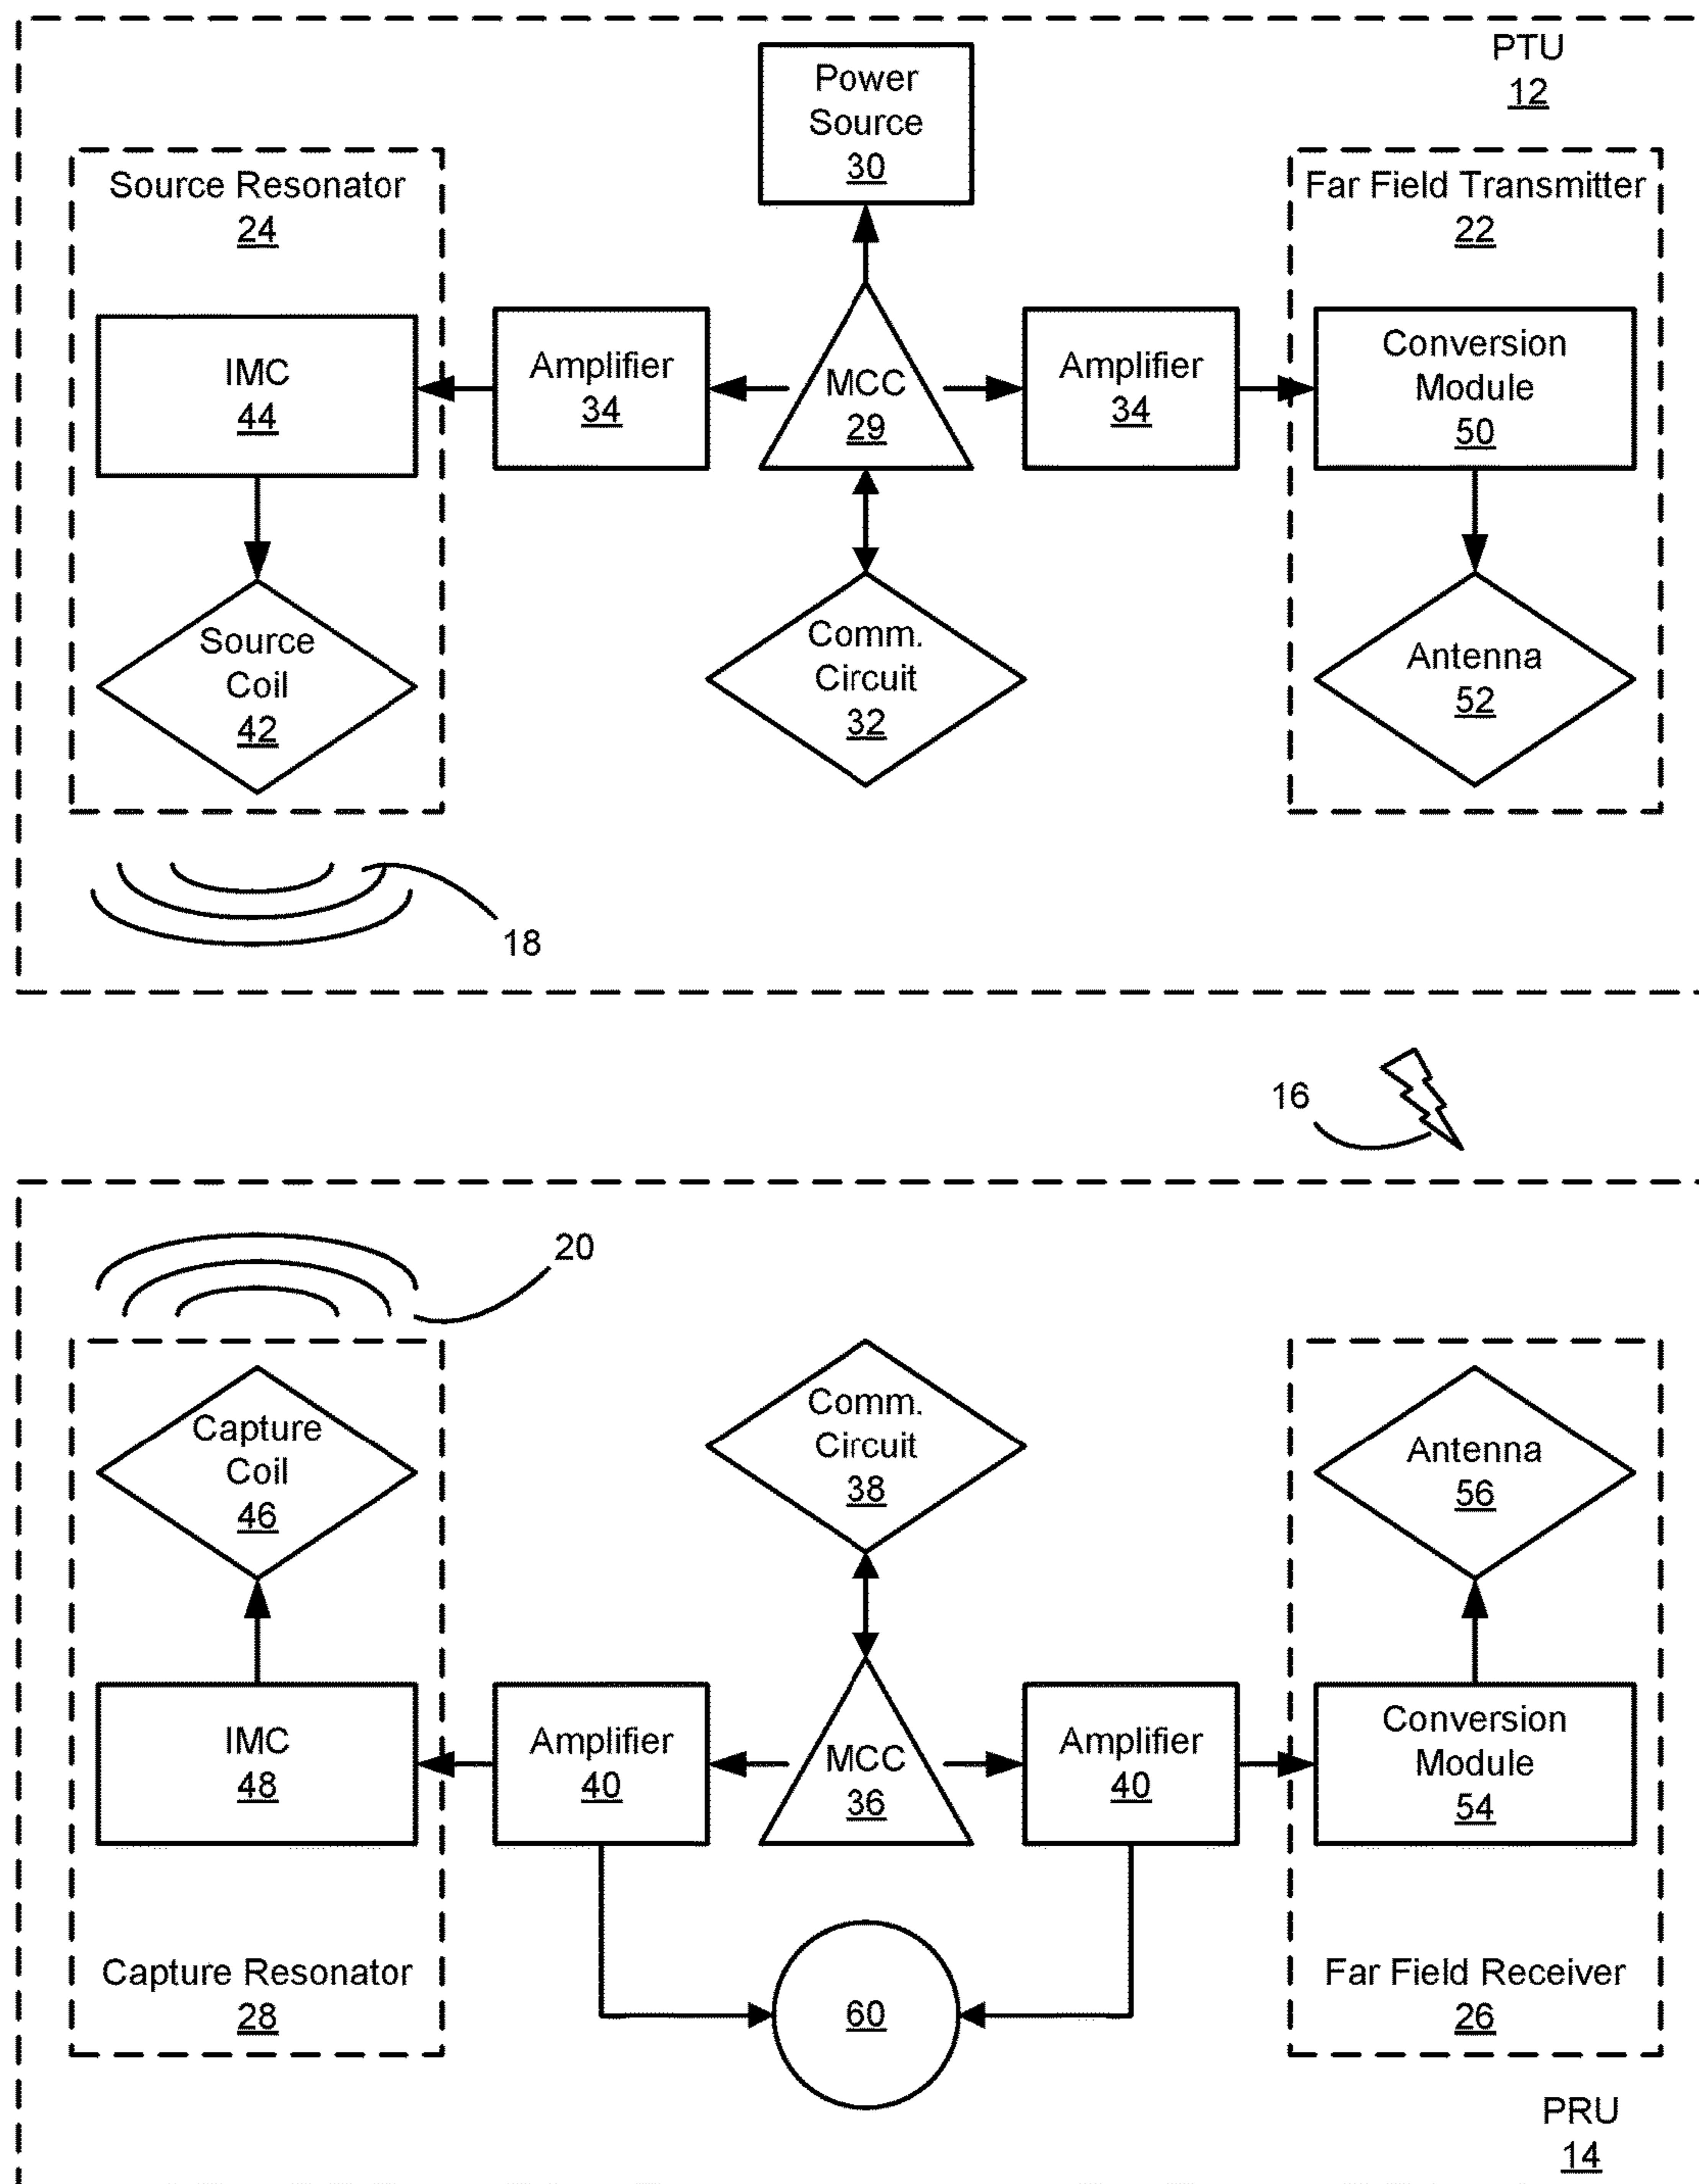 PTU
12
Power
Source
30
Source Resonator
24
Far Field Transmitter
22
IMC
44
Amplifier
34
MCC
29
Amplifier
34
Conversion
Module
50
Source
Coil
42
Comm.
Circuit
32
Antenna
52
18
16
20
Capture
Coil
46
Comm.
Circuit
38
Antenna
56
IMC
48
Amplifier
40
MCC
36
Amplifier
40
Conversion
Module
54
Capture Resonator
28
60
Far Field Receiver
26
PRU
14